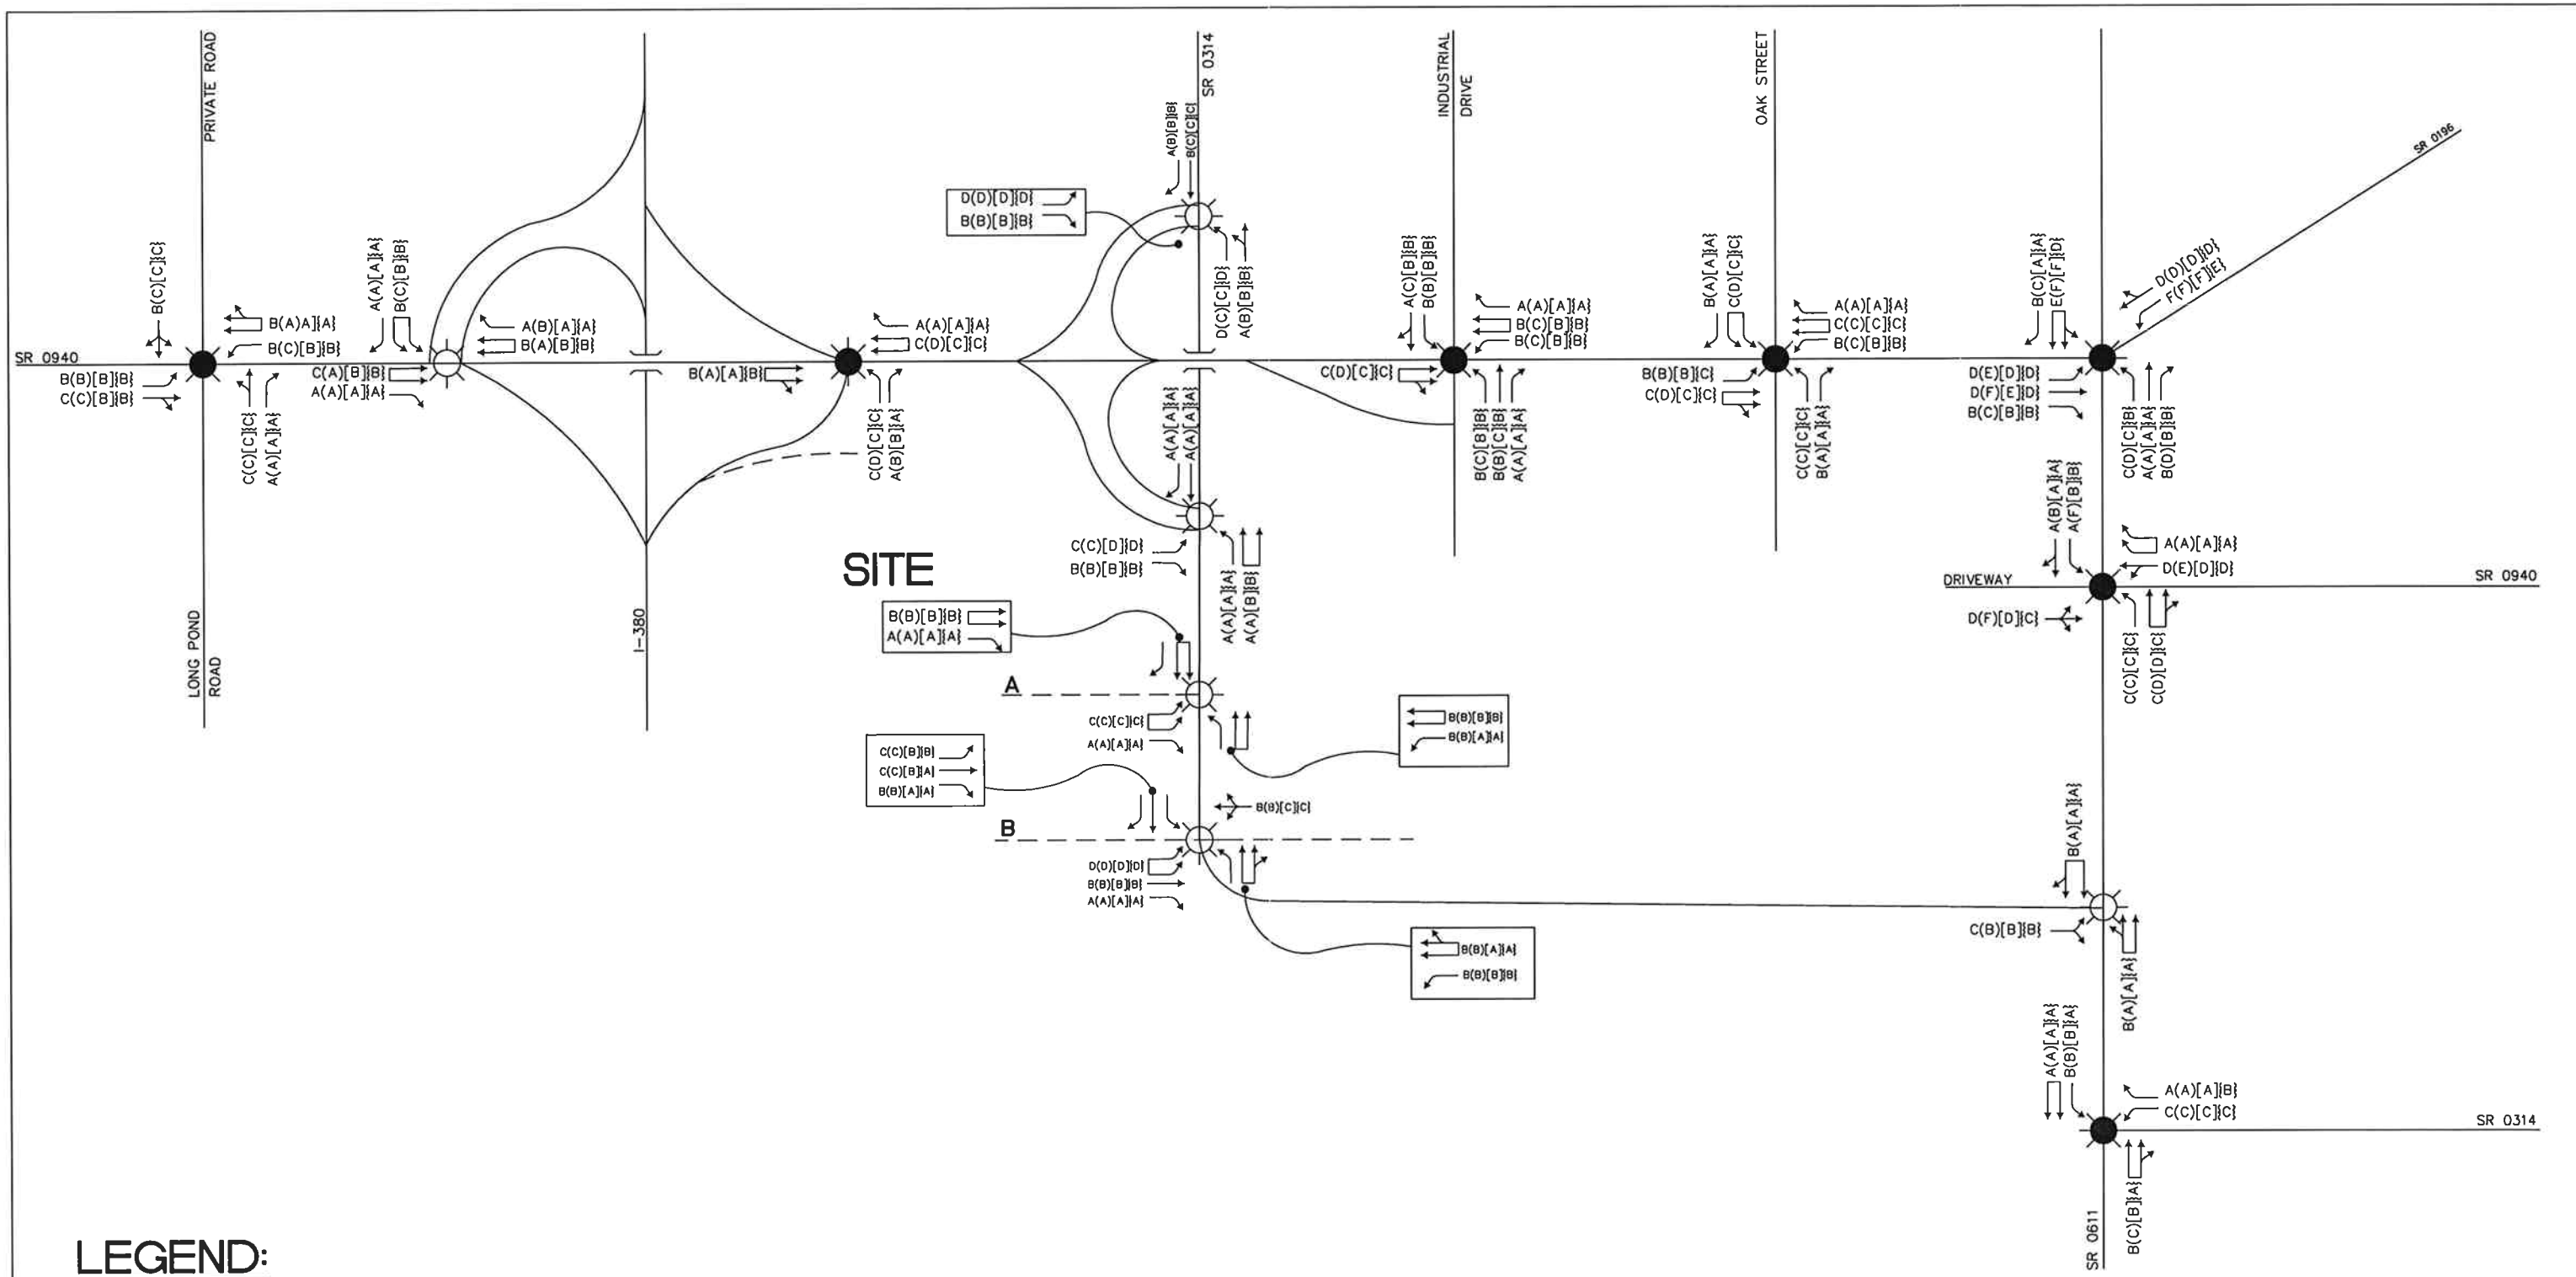 PRIVATE ROAD
SR 0314
INDUSTRIAL
DRIVE
OAK STREET
SR 0196
B(C)[C]{C}
B(A)A]{A}
B(C)[B]{B}
SR 0940
B(B)[B]{B}
C(C)[B]{B}
C(C)[C]{C}
A(A)[A]{A}
LONG POND
ROAD
A(A)[A]{A}
B(C)[B]{B}
A(B)[A]{A}
B(A)[B]{B}
C(A)[B]{B}
A(A)[A]{A}
I-380
A(A)[A]{A}
C(D)[C]{C}
B(A)[A]{B}
C(D)[C]{C}
A(B)[B]{A}
A(B)[B]{B}
B(C)[C]{C}
D(D)[D]{D}
B(B)[B]{B}
D(C)[C]{D}
A(B)[B]{B}
A(A)[A]{A}
A(A)[A]{A}
C(C)[D]{D}
B(B)[B]{B}
A(A)[A]{A}
A(A)[B]{B}
SITE
B(B)[B]{B}
A(A)[A]{A}
A
C(C)[C]{C}
A(A)[A]{A}
B(B)[B]{B}
B(B)[A]{A}
C(C)[B]{B}
C(C)[B]{A}
B(B)[A]{A}
B(B)[C]{C}
B
D(D)[D]{D}
B(B)[B]{B}
A(A)[A]{A}
B(B)[A]{A}
B(B)[B]{B}
A(C)[B]{B}
B(B)[B]{B}
A(A)[A]{A}
B(C)[B]{B}
B(C)[B]{B}
C(D)[C]{C}
B(C)[B]{B}
B(B)[C]{B}
A(A)[A]{A}
B(A)[A]{A}
C(D)[C]{C}
A(A)[A]{A}
C(C)[C]{C}
B(C)[B]{B}
B(B)[B]{C}
C(D)[C]{C}
C(C)[C]{C}
B(A)[A]{A}
B(C)[A]{A}
E(F)[F]{D}
D(D)[D]{D}
F(F)[F]{E}
D(E)[D]{D}
D(F)[E]{D}
B(C)[B]{B}
C(D)[C]{B}
A(A)[A]{A}
B(D)[B]{B}
A(B)[A]{A}
A(F)[B]{B}
A(A)[A]{A}
D(E)[D]{D}
DRIVEWAY
SR 0940
D(F)[D]{C}
C(C)[C]{C}
C(D)[D]{C}
B(A)[A]{A}
C(B)[B]{B}
B(A)[A]{A}
A(A)[A]{A}
B(B)[B]{A}
A(A)[A]{B}
C(C)[C]{C}
SR 0314
B(C)[B]{A}
SR 0611
LEGEND: